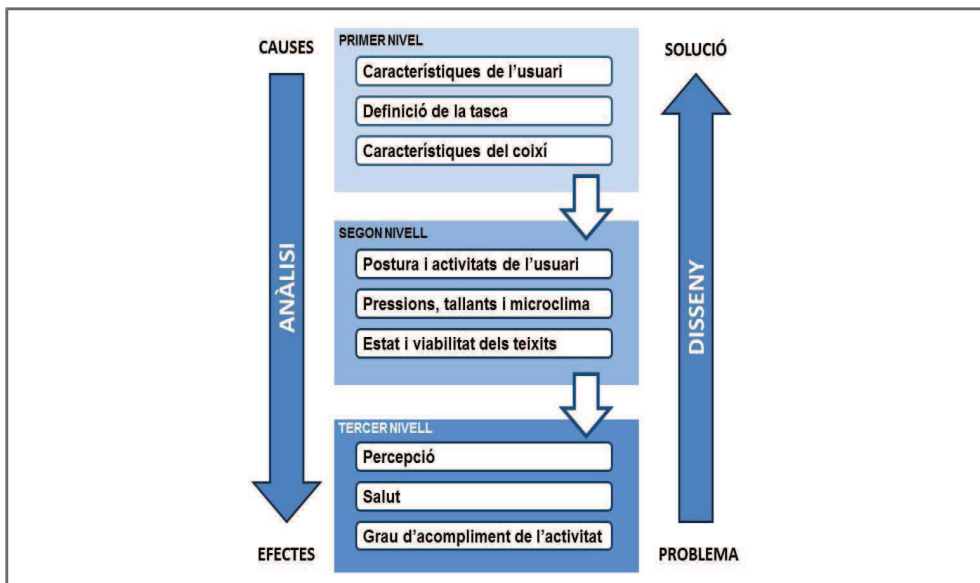 CAUSES
ANÀLISI
EFECTES
PRIMER NIVEL
Característiques de l'usuari
Definició de la tasca
Característiques del coixí
SEGON NIVELL
Postura i activitats de l'usuari
Pressions, tallants i microclima
Estat i viabilitat dels teixits
TERCER NIVELL
Percepció
Salut
Grau d'acompliment de l'activitat
SOLUCIÓ
DISSENY
PROBLEMA